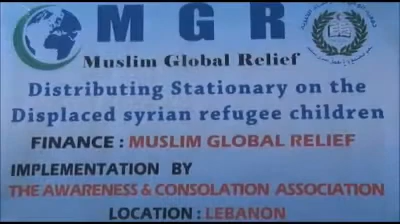 MGR
Muslim Global Relief
Distributing Stationary on the
Displaced syrian refugee children
FINANCE : MUSLIM GLOBAL RELIEF
IMPLEMENTATION BY
THE AWARENESS & CONSOLATION ASSOCIATION
LOCATION : LEBANON